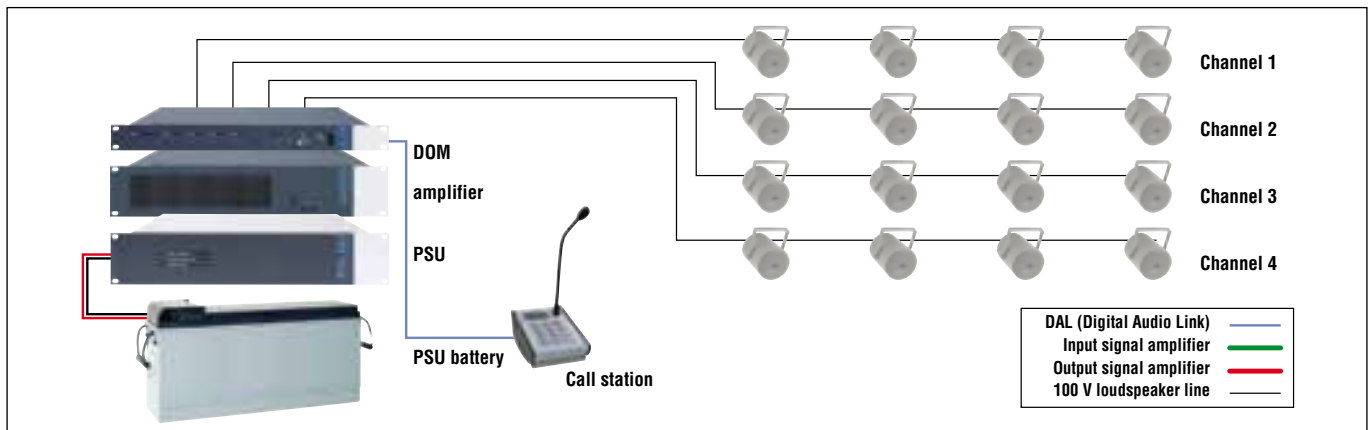 Channel 1
Channel 2
Channel 3
Channel 4
DOM
amplifier
PSU
PSU battery
Call station
DAL (Digital Audio Link)
Input signal amplifier
Output signal amplifier
100 V loudspeaker line